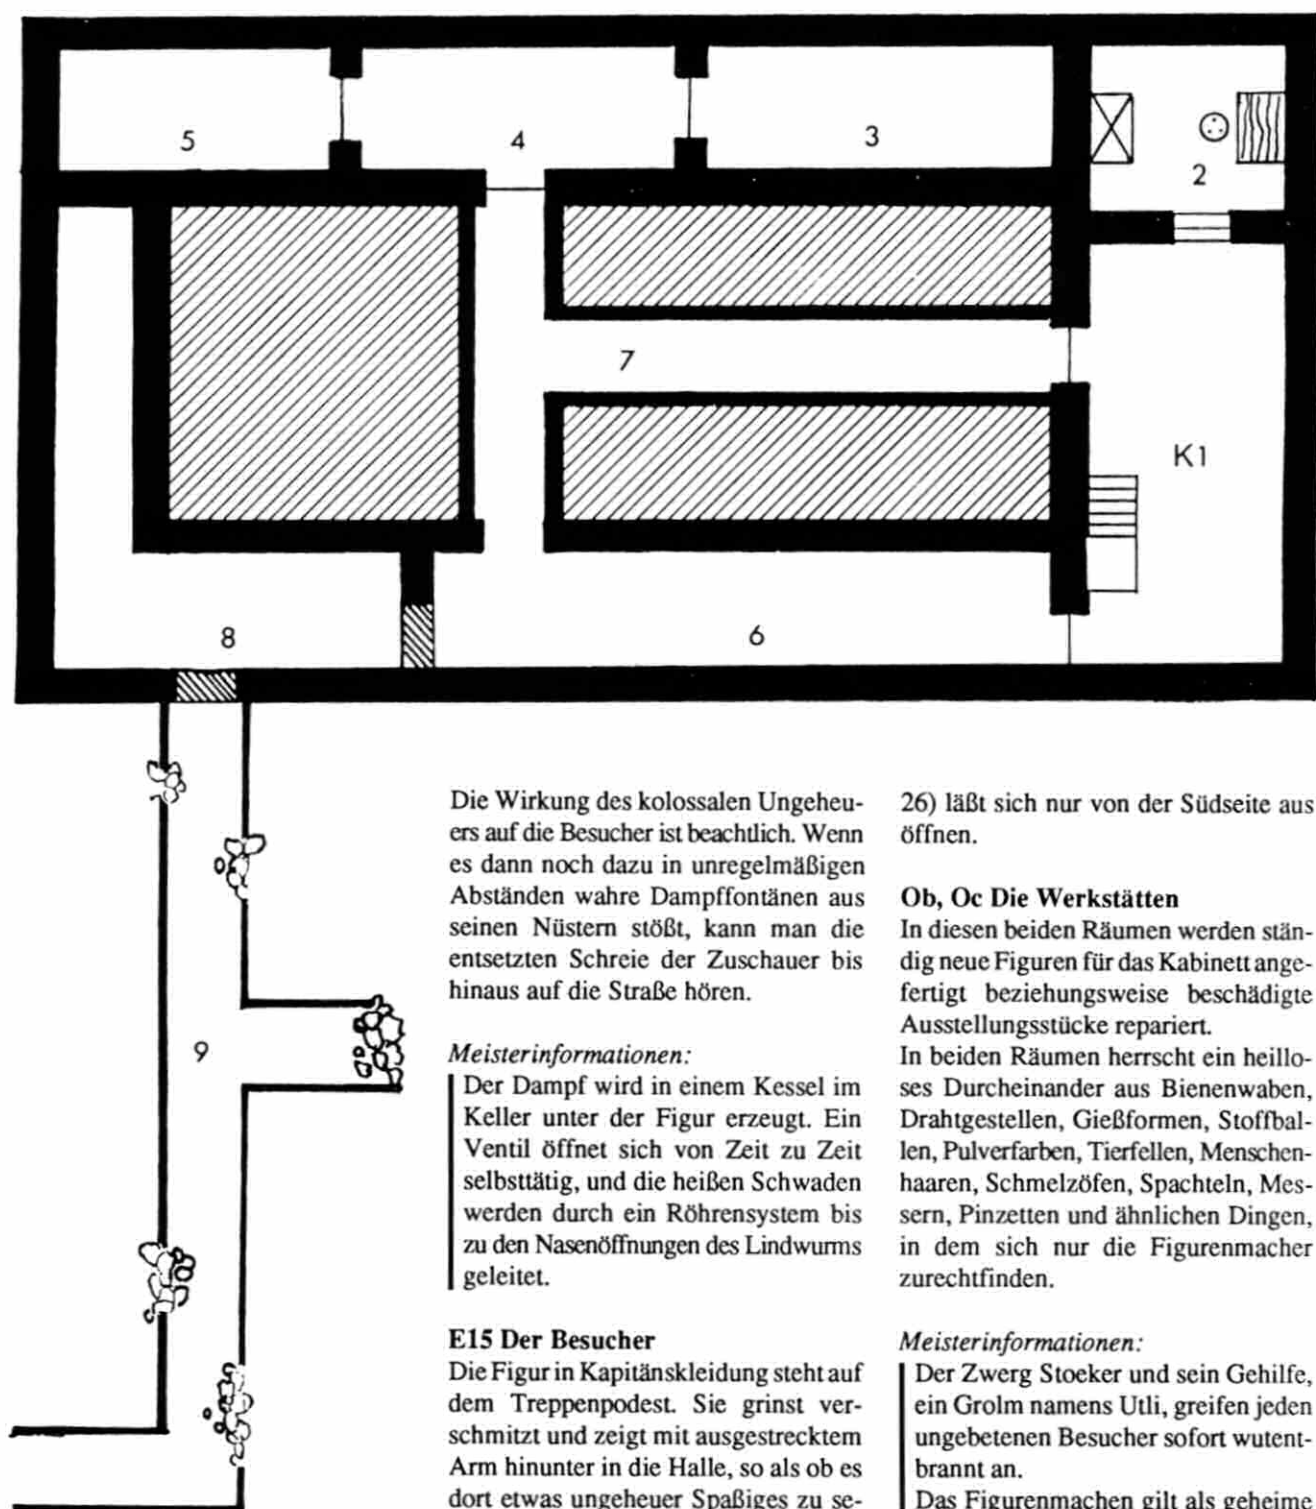 5
4
3
2
7
K1
8
6
9
Die Wirkung des kolossalen Ungeheu-
ers auf die Besucher ist beachtlich. Wenn
es dann noch dazu in unregelmäßigen
Abständen wahre Dampffontänen aus
seinen Nüstern stößt, kann man die
entsetzten Schreie der Zuschauer bis
hinaus auf die Straße hören.
Meisterinformationen:
Der Dampf wird in einem Kessel im
Keller unter der Figur erzeugt. Ein
Ventil öffnet sich von Zeit zu Zeit
selbsttätig, und die heißen Schwaden
werden durch ein Röhrensystem bis
zu den Nasenöffnungen des Lindwurms
geleitet.
E15 Der Besucher
Die Figur in Kapitänskleidung steht auf
dem Treppenpodest. Sie grinst ver-
schmitzt und zeigt mit ausgestrecktem
Arm hinunter in die Halle, so als ob es
dort etwas ungeheuer Spaßiges zu se-
26) läßt sich nur von der Südseite aus
öffnen.
Ob, Oc Die Werkstätten
In diesen beiden Räumen werden stän-
dig neue Figuren für das Kabinett ange-
fertigt beziehungsweise beschädigte
Ausstellungsstücke repariert.
In beiden Räumen herrscht ein heillo-
ses Durcheinander aus Bienenwaben,
Drahtgestellen, Gießformen, Stoffbal-
len, Pulverfarben, Tierfellen, Menschen-
haaren, Schmelzöfen, Spachteln, Mes-
sern, Pinzetten und ähnlichen Dingen,
in dem sich nur die Figurenmacher
zurechtfinden.
Meisterinformationen:
Der Zwerg Stoeker und sein Gehilfe,
ein Grolm namens Utli, greifen jeden
ungebetenen Besucher sofort wutent-
brannt an.
Das Figurenmachen gilt als geheime